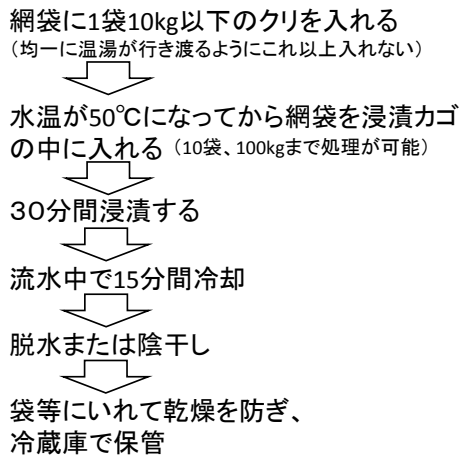 網袋に1袋10kg以下のクリを入れる
（均一に温湯が行き渡るようにこれ以上入れない）
水温が50℃になってから網袋を浸漬カゴ
の中に入れる（10袋、100kgまで処理が可能）
３０分間浸漬する
流水中で15分間冷却
脱水または陰干し
袋等にいれて乾燥を防ぎ、
冷蔵庫で保管